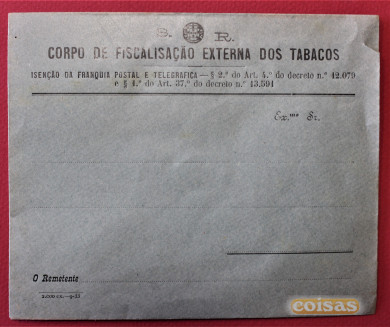 S. R.
CORPO DE FISCALISAÇÃO EXTERNA DOS TABACOS
ISENÇÃO DA FRANQUIA POSTAL E TELEGRAFICA — § 2.º do Art. 4.º do decreto n.º 12.079
e § 1.º do Art. 37.º do decreto n.º 13.591
Ex.mo Sr.
O Remetente
coisas